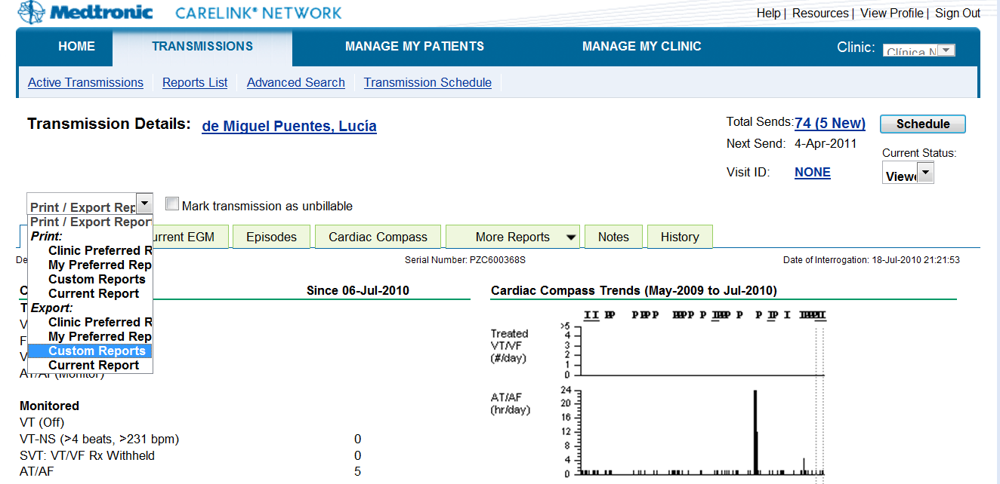 Medtronic CARELINK® NETWORK
Help | Resources | View Profile | Sign Out
HOME TRANSMISSIONS MANAGE MY PATIENTS MANAGE MY CLINIC Clinic: Clínica N
Active Transmissions Reports List Advanced Search Transmission Schedule
Transmission Details: de Miguel Puentes, Lucía
Total Sends: 74 (5 New) Schedule
Next Send: 4-Apr-2011
Current Status:
Visit ID: NONE
View
Print / Export Rep
Mark transmission as unbillable
Print / Export Report
Print:
Clinic Preferred R
My Preferred Rep
Custom Reports
Current Report
Export:
Clinic Preferred R
My Preferred Rep
Custom Reports
Current Report
urrent EGM Episodes Cardiac Compass More Reports Notes History
De Serial Number: PZC600368S Date of Interrogation: 18-Jul-2010 21:21:53
C Since 06-Jul-2010
T
V
F
V
AT/AF (Monitor)
Monitored
VT (Off)
VT-NS (>4 beats, >231 bpm) 0
SVT: VT/VF Rx Withheld 0
AT/AF 5
Cardiac Compass Trends (May-2009 to Jul-2010)
Treated
VT/VF
(#/day)
>5
4
3
2
1
0
AT/AF
(hr/day)
24
20
16
12
8
4
0